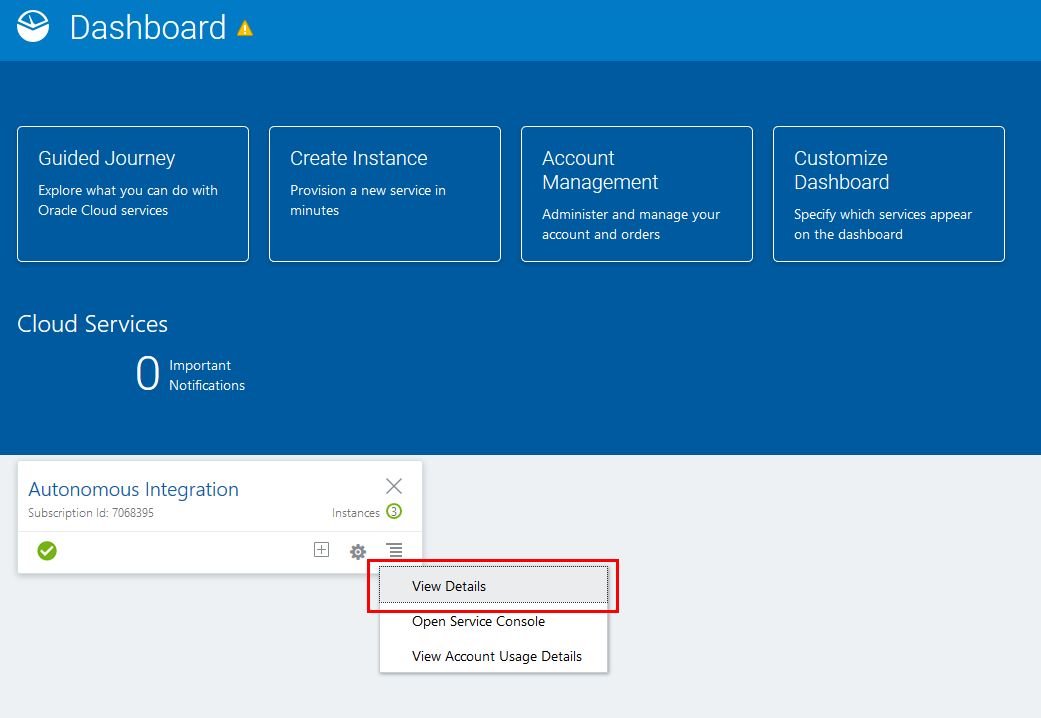 Dashboard
Guided Journey
Explore what you can do with
Oracle Cloud services
Create Instance
Provision a new service in
minutes
Account
Management
Administer and manage your
account and orders
Customize
Dashboard
Specify which services appear
on the dashboard
Cloud Services
0 Important
Notifications
Autonomous Integration
Subscription Id: 7068395
Instances 3
View Details
Open Service Console
View Account Usage Details